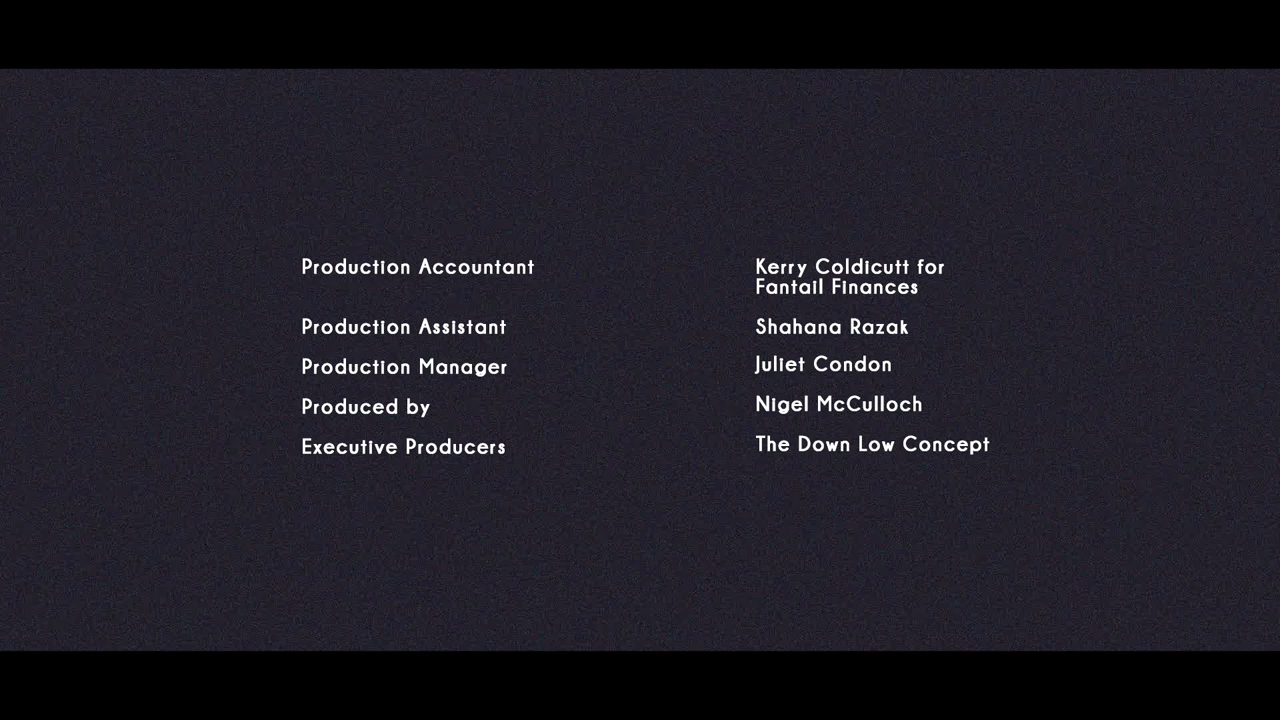 Production Accountant Kerry Coldicutt for
Fantail Finances
Production Assistant Shahana Razak
Production Manager Juliet Condon
Produced by Nigel McCulloch
Executive Producers The Down Low Concept